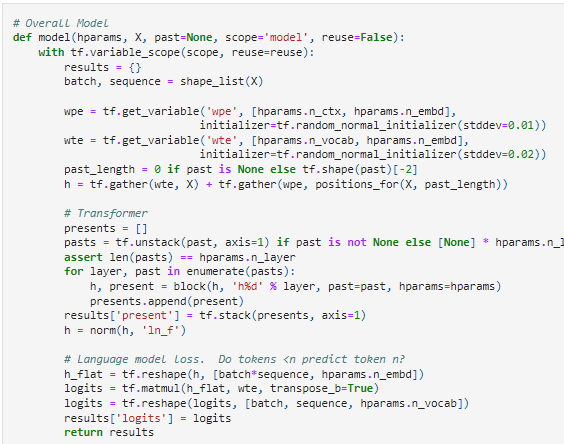 # Overall Model
def model(hparams, X, past=None, scope='model', reuse=False):
    with tf.variable_scope(scope, reuse=reuse):
        results = {}
        batch, sequence = shape_list(X)

        wpe = tf.get_variable('wpe', [hparams.n_ctx, hparams.n_embd],
                             initializer=tf.random_normal_initializer(stddev=0.01))
        wte = tf.get_variable('wte', [hparams.n_vocab, hparams.n_embd],
                             initializer=tf.random_normal_initializer(stddev=0.02))
        past_length = 0 if past is None else tf.shape(past)[-2]
        h = tf.gather(wte, X) + tf.gather(wpe, positions_for(X, past_length))

        # Transformer
        presents = []
        pasts = tf.unstack(past, axis=1) if past is not None else [None] * hparams.n_l
        assert len(pasts) == hparams.n_layer
        for layer, past in enumerate(pasts):
            h, present = block(h, 'h%d' % layer, past=past, hparams=hparams)
            presents.append(present)
        results['present'] = tf.stack(presents, axis=1)
        h = norm(h, 'ln_f')

        # Language model loss.  Do tokens <n predict token n?
        h_flat = tf.reshape(h, [batch*sequence, hparams.n_embd])
        logits = tf.matmul(h_flat, wte, transpose_b=True)
        logits = tf.reshape(logits, [batch, sequence, hparams.n_vocab])
        results['logits'] = logits
        return results